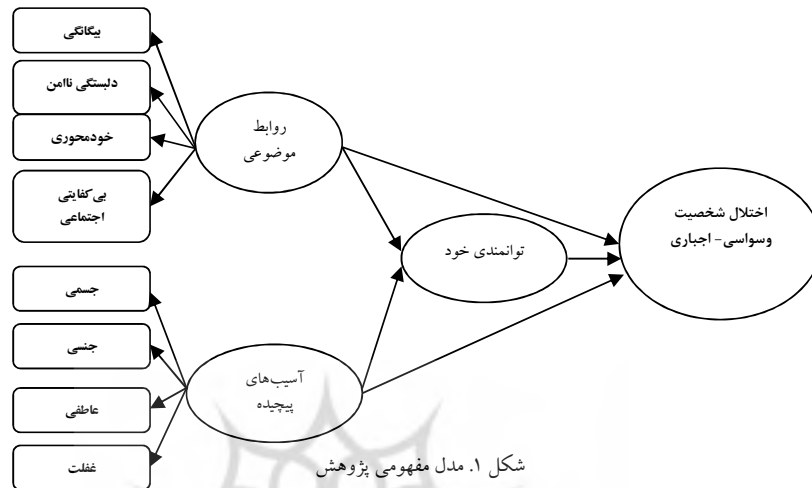 بیگانگی
دلبستگی ناامن
خودمحوری
بی‌کفایتی
اجتماعی
روابط
موضوعی
اختلال شخصیت
وسواسی- اجباری
توانمندی خود
جسمی
جنسی
عاطفی
غفلت
آسیب‌های
پیچیده
شکل ۱. مدل مفهومی پژوهش